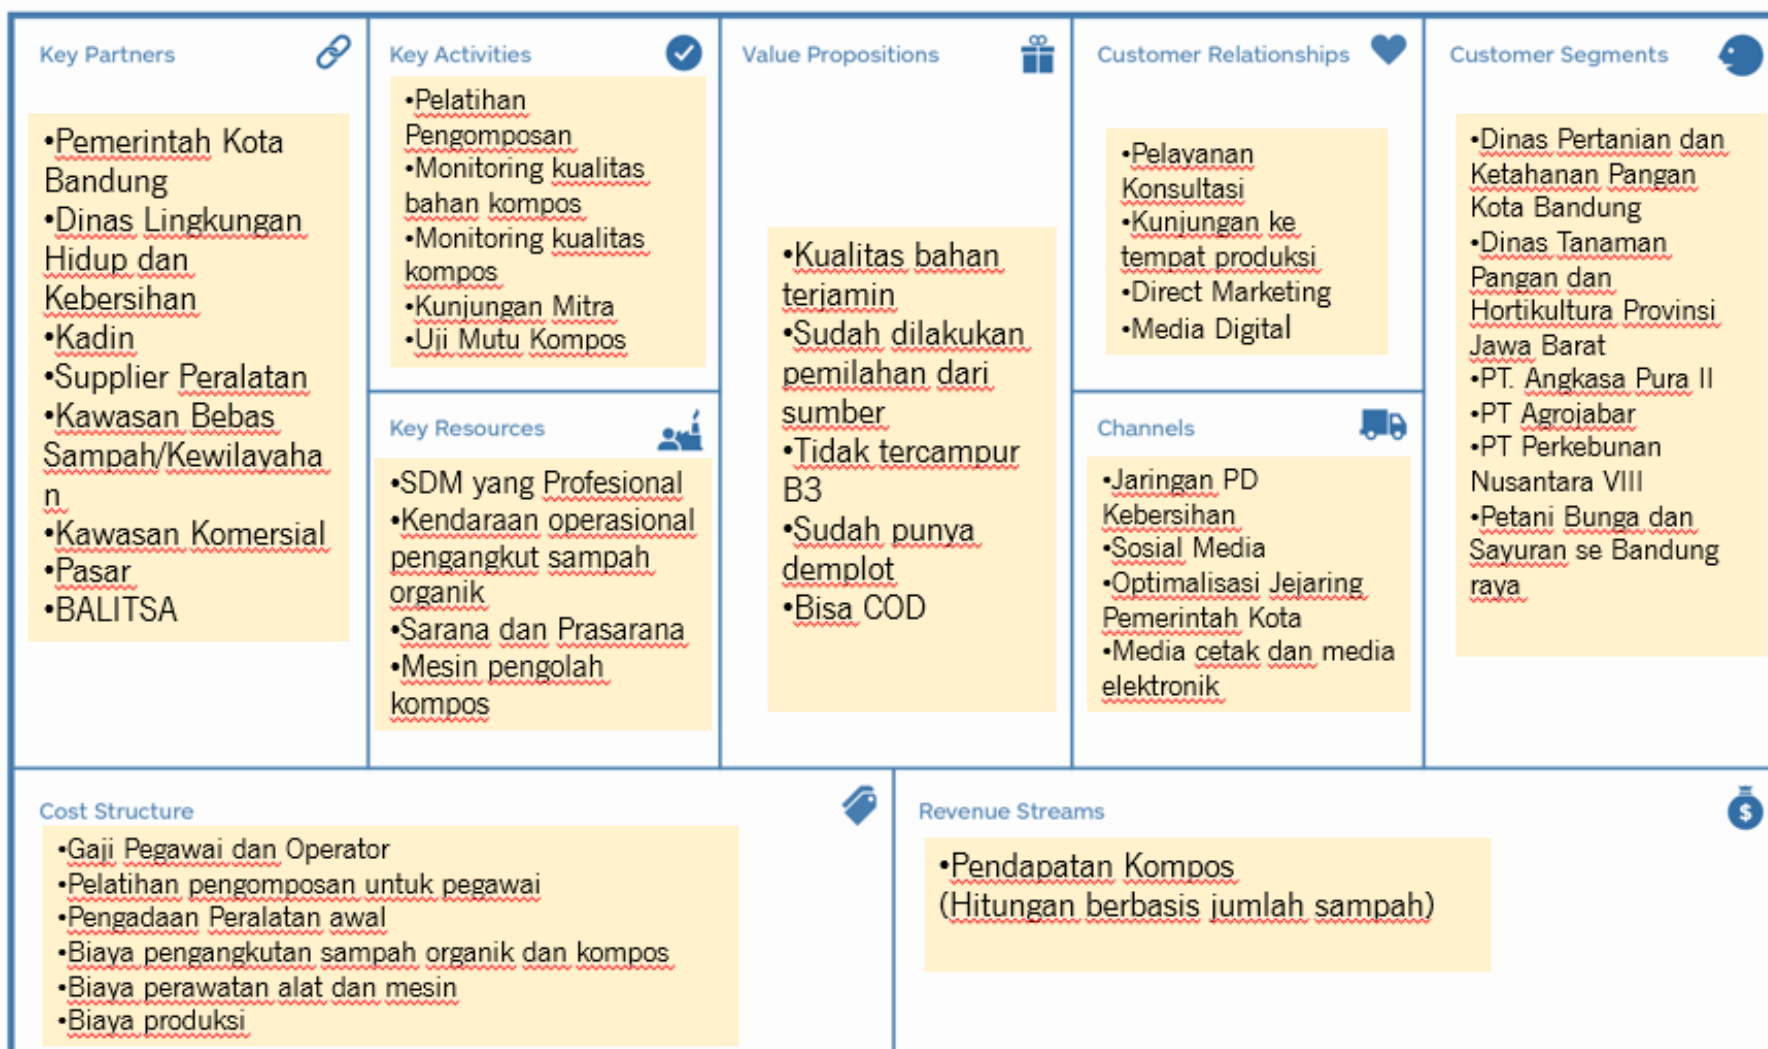 Key Partners
•Pemerintah Kota
Bandung
•Dinas Lingkungan
Hidup dan
Kebersihan
•Kadin
•Supplier Peralatan
•Kawasan Bebas
Sampah/Kewilayaha
n
•Kawasan Komersial
•Pasar
•BALITSA
Key Activities
•Pelatihan
Pengomposan
•Monitoring kualitas
bahan kompos
•Monitoring kualitas
kompos
•Kunjungan Mitra
•Uji Mutu Kompos
Key Resources
•SDM yang Profesional
•Kendaraan operasional
pengangkut sampah
organik
•Sarana dan Prasarana
•Mesin pengolah
kompos
Value Propositions
•Kualitas bahan
terjamin
•Sudah dilakukan
pemilahan dari
sumber
•Tidak tercampur
B3
•Sudah punya
demplot
•Bisa COD
Customer Relationships
•Pelayanan
Konsultasi
•Kunjungan ke
tempat produksi
•Direct Marketing
•Media Digital
Channels
•Jaringan PD
Kebersihan
•Sosial Media
•Optimalisasi Jejaring
Pemerintah Kota
•Media cetak dan media
elektronik
Customer Segments
•Dinas Pertanian dan
Ketahanan Pangan
Kota Bandung
•Dinas Tanaman
Pangan dan
Hortikultura Provinsi
Jawa Barat
•PT. Angkasa Pura II
•PT Agrojabar
•PT Perkebunan
Nusantara VIII
•Petani Bunga dan
Sayuran se Bandung
raya
Cost Structure
•Gaji Pegawai dan Operator
•Pelatihan pengomposan untuk pegawai
•Pengadaan Peralatan awal
•Biaya pengangkutan sampah organik dan kompos
•Biaya perawatan alat dan mesin
•Biaya produksi
Revenue Streams
$
•Pendapatan Kompos
(Hitungan berbasis jumlah sampah)